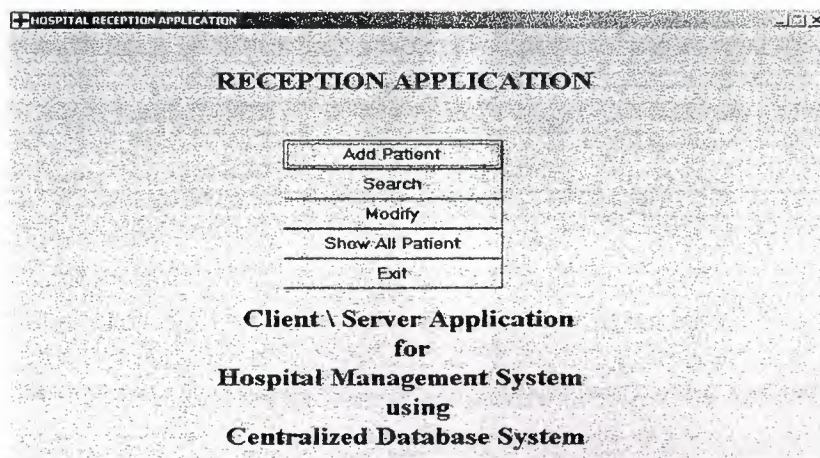 HOSPITAL RECEPTION APPLICATION
RECEPTION APPLICATION
Add Patient
Search
Modify
Show All Patient
Exit
Client \ Server Application
for
Hospital Management System
using
Centralized Database System